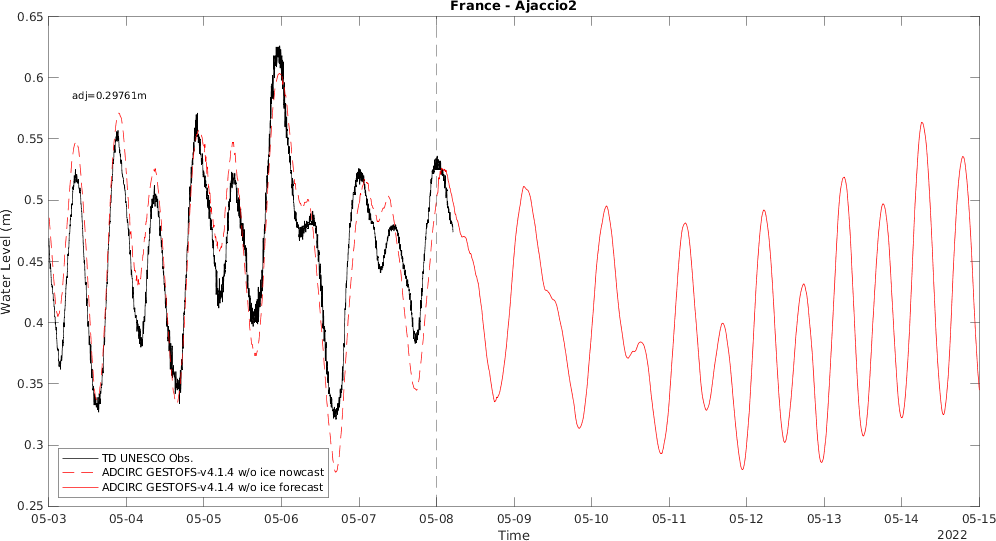 France - Ajaccio2
0.65
0.6
0.55
0.5
0.45
0.4
0.35
0.3
0.25
Water Level (m)
adj=0.29761m
TD UNESCO Obs.
ADCIRC GESTOFS-v4.1.4 w/o ice nowcast
ADCIRC GESTOFS-v4.1.4 w/o ice forecast
05-03 05-04 05-05 05-06 05-07 05-08 05-09 05-10 05-11 05-12 05-13 05-14 05-15
Time
2022